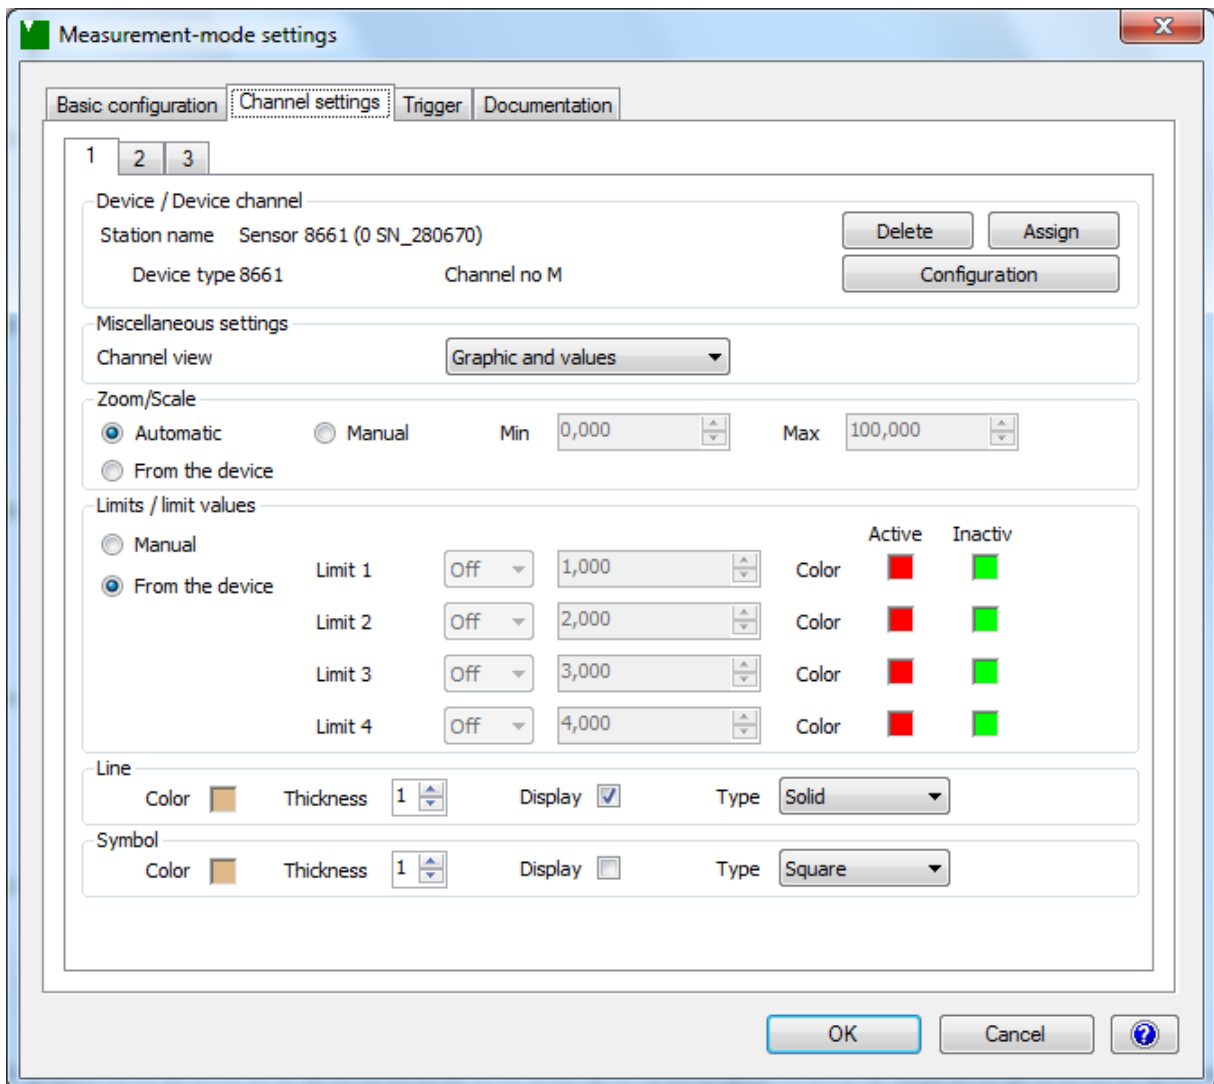 Measurement-mode settings
Basic configuration Channel settings Trigger Documentation
1 2 3
Device / Device channel
Station name Sensor 8661 (0 SN_280670) Delete Assign
Device type 8661 Channel no M Configuration
Miscellaneous settings
Channel view Graphic and values
Zoom/Scale
Automatic Manual Min 0,000 Max 100,000
From the device
Limits / limit values
Active Inactiv
Manual
Limit 1 Off 1,000 Color
From the device
Limit 2 Off 2,000 Color
Limit 3 Off 3,000 Color
Limit 4 Off 4,000 Color
Line
Color Thickness 1 Display Type Solid
Symbol
Color Thickness 1 Display Type Square
OK Cancel ?